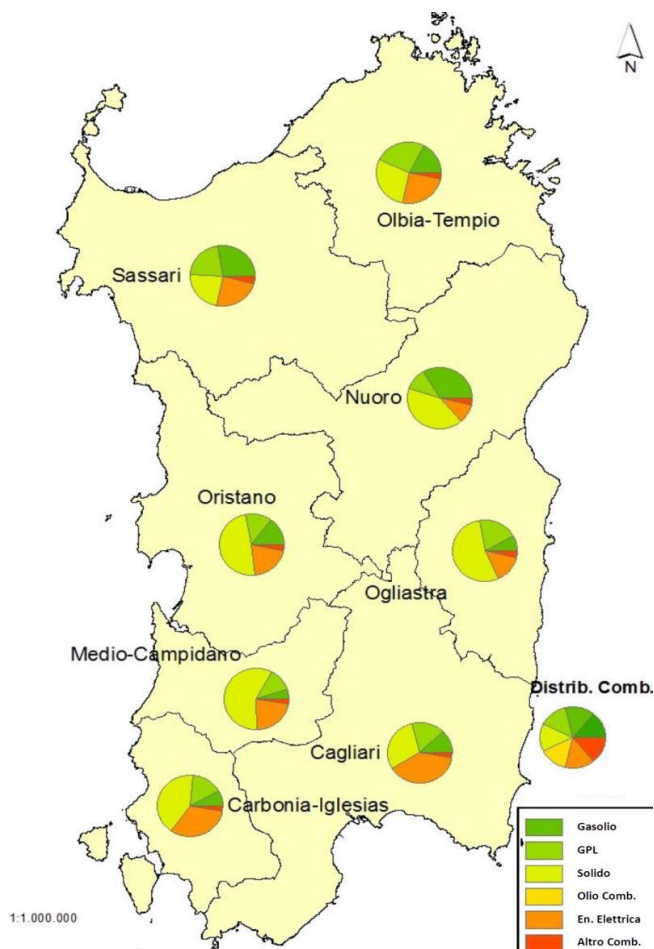 N
Olbia-Tempio
Sassari
Nuoro
Oristano
Ogliastra
Medio-Campidano
Distrib. Comb.
Cagliari
Carbonia-Iglesias
Gasolio
GPL
Solido
Olio Comb.
En. Elettrica
Altro Comb.
1:1.000.000